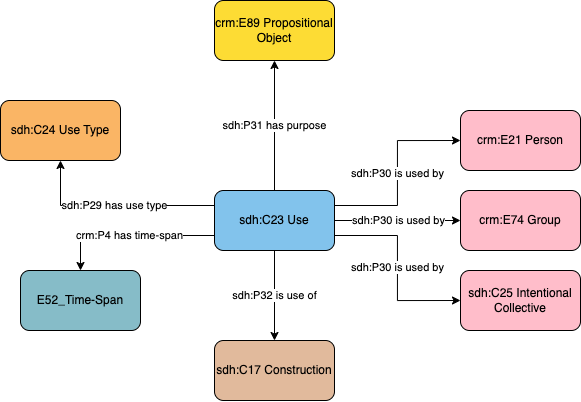 crm:E89 Propositional
Object
sdh:P31 has purpose
sdh:C24 Use Type
crm:E21 Person
sdh:P30 is used by
sdh:P29 has use type
sdh:C23 Use
sdh:P30 is used by
crm:E74 Group
crm:P4 has time-span
sdh:P30 is used by
E52_Time-Span
sdh:P32 is use of
sdh:C25 Intentional
Collective
sdh:C17 Construction